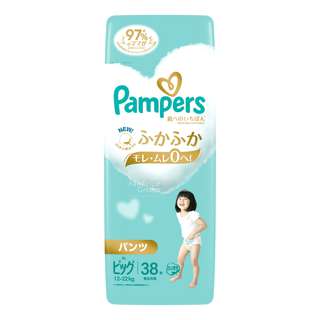 97%
Pampers
肌へのいちばん
NEW!
ふかふか
モレ・ムレ0へ!
パンツ
ビッグ
38枚
12-22kg